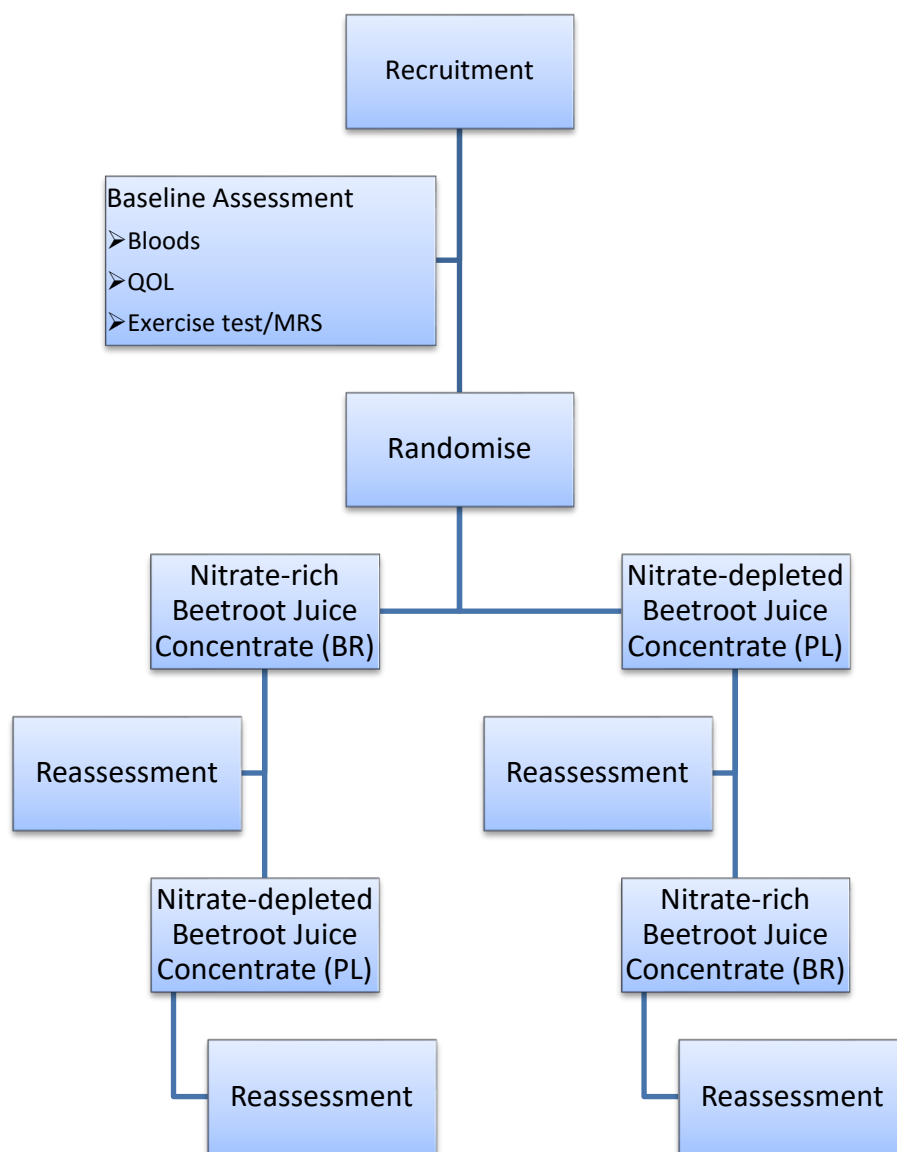 Recruitment
Baseline Assessment
➢Bloods
➢QOL
➢Exercise test/MRS
Randomise
Nitrate-rich
Beetroot Juice
Concentrate (BR)
Nitrate-depleted
Beetroot Juice
Concentrate (PL)
Reassessment
Reassessment
Nitrate-depleted
Beetroot Juice
Concentrate (PL)
Nitrate-rich
Beetroot Juice
Concentrate (BR)
Reassessment
Reassessment